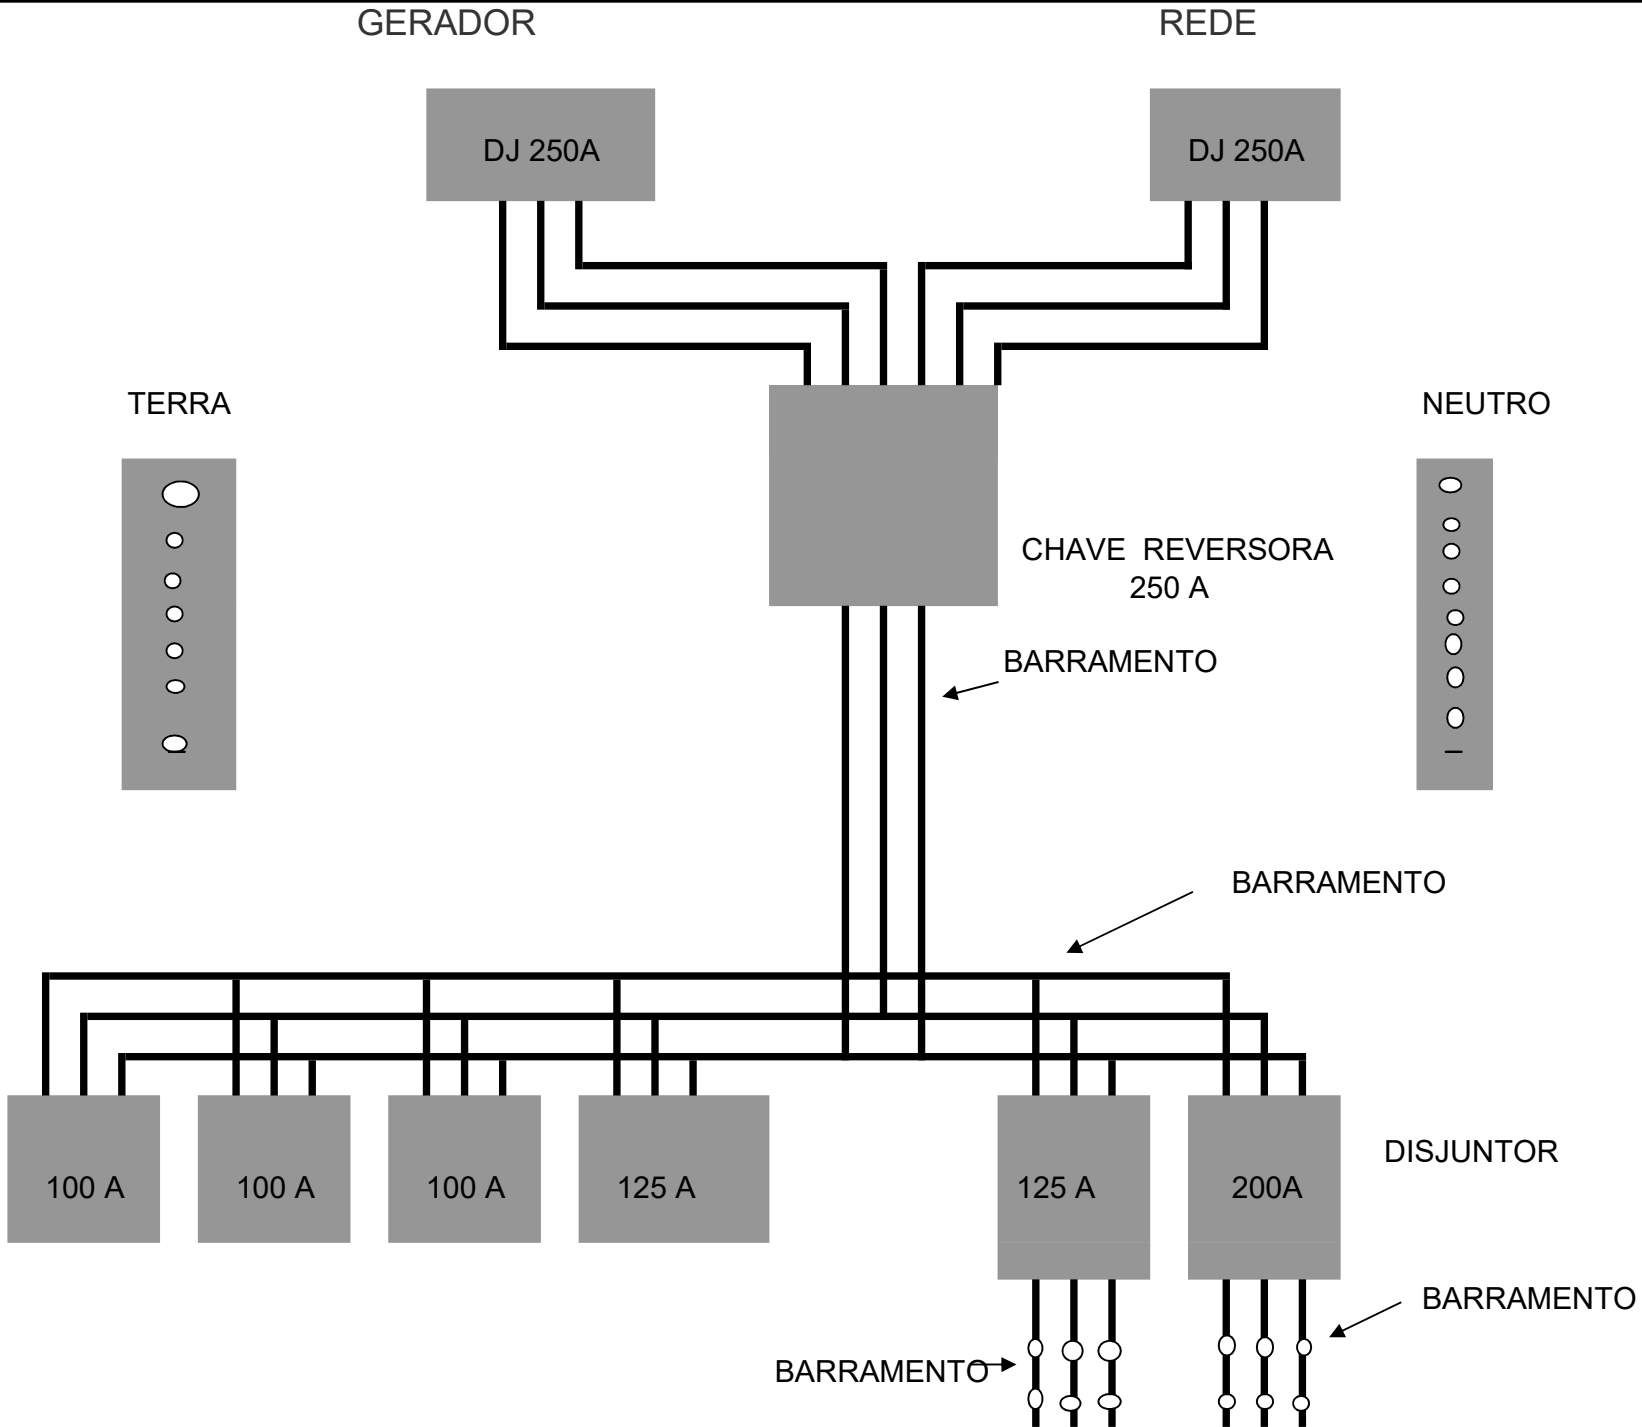 GERADOR
REDE
DJ 250A
DJ 250A
TERRA
NEUTRO
CHAVE REVERSORA
250 A
BARRAMENTO
BARRAMENTO
100 A
100 A
100 A
125 A
125 A
200A
DISJUNTOR
BARRAMENTO
BARRAMENTO